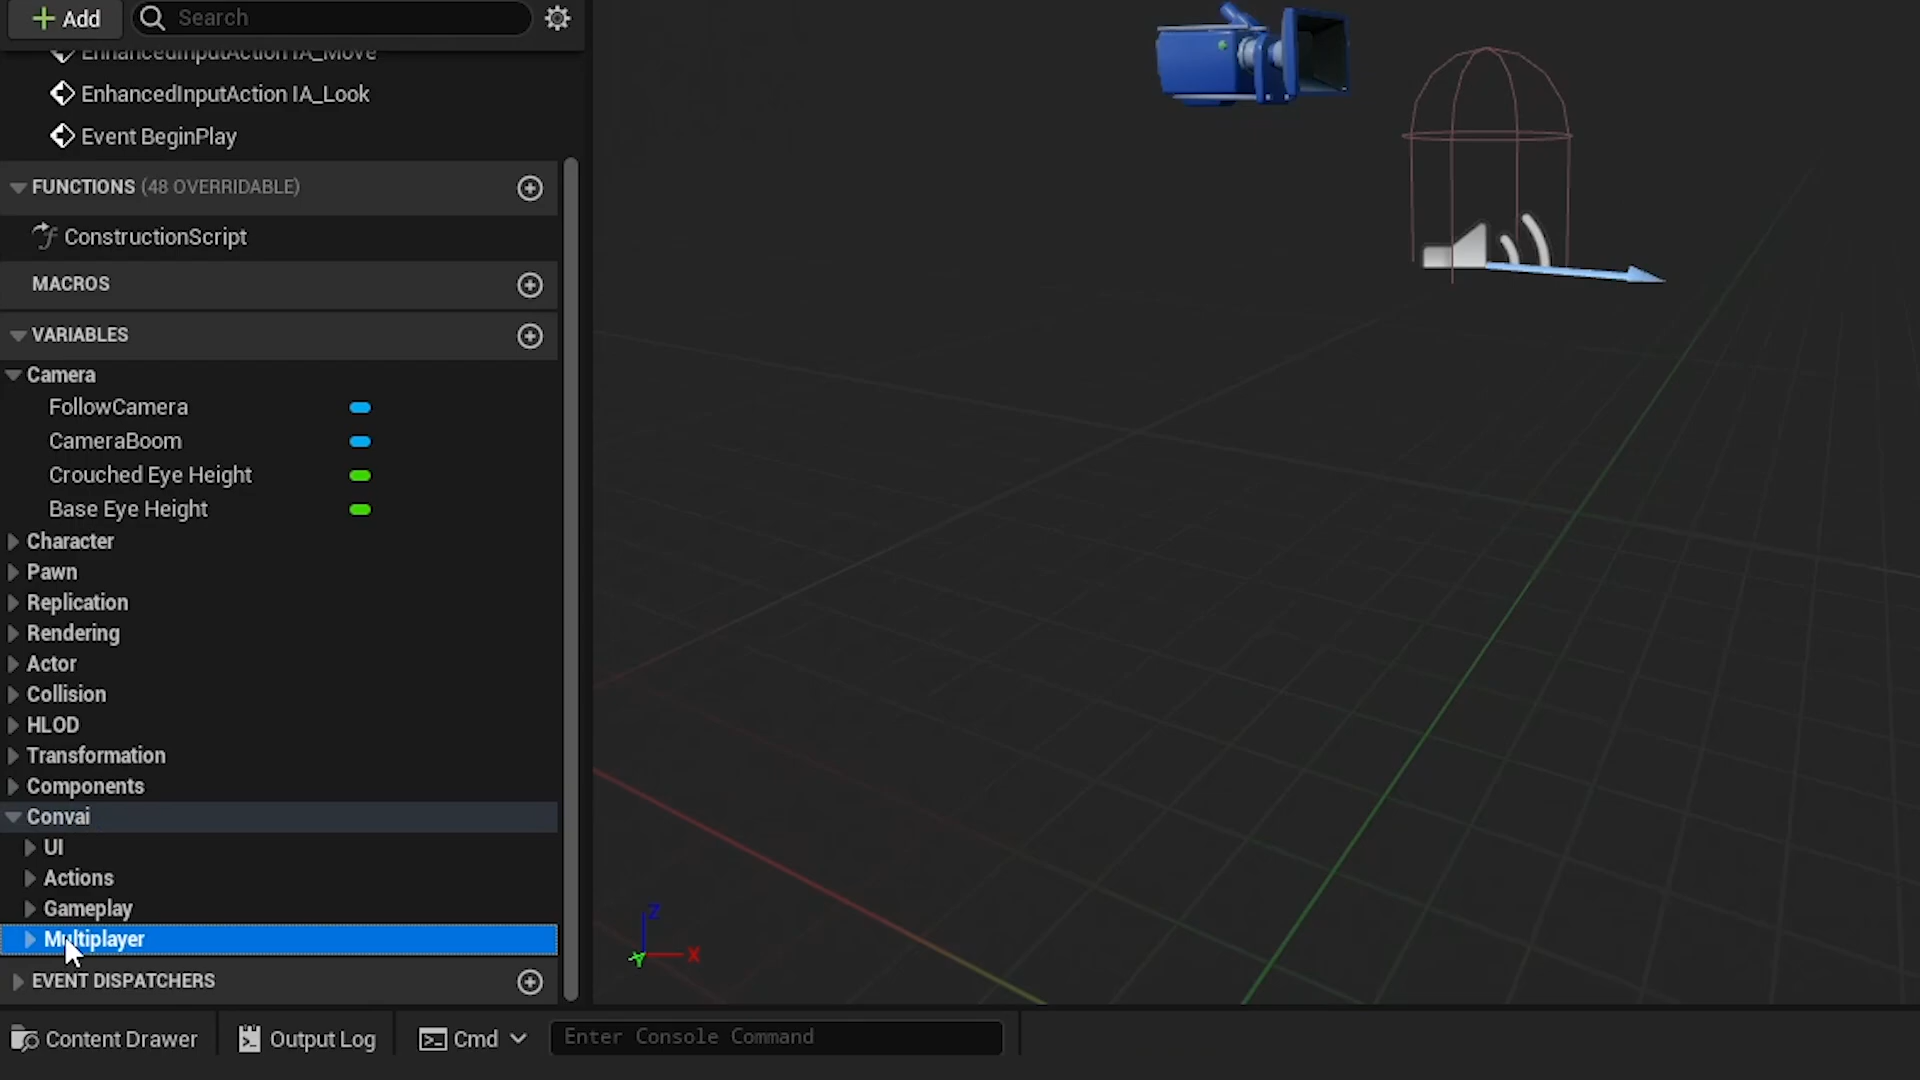 Add
Search
EnhancedInputAction IA_Move
EnhancedInputAction IA_Look
Event BeginPlay
FUNCTIONS (48 OVERRIDABLE)
ConstructionScript
MACROS
VARIABLES
Camera
FollowCamera
CameraBoom
Crouched Eye Height
Base Eye Height
Character
Pawn
Replication
Rendering
Actor
Collision
HLOD
Transformation
Components
Convai
UI
Actions
Gameplay
Multiplayer
EVENT DISPATCHERS
Z
Y
X
Content Drawer
Output Log
Cmd
Enter Console Command